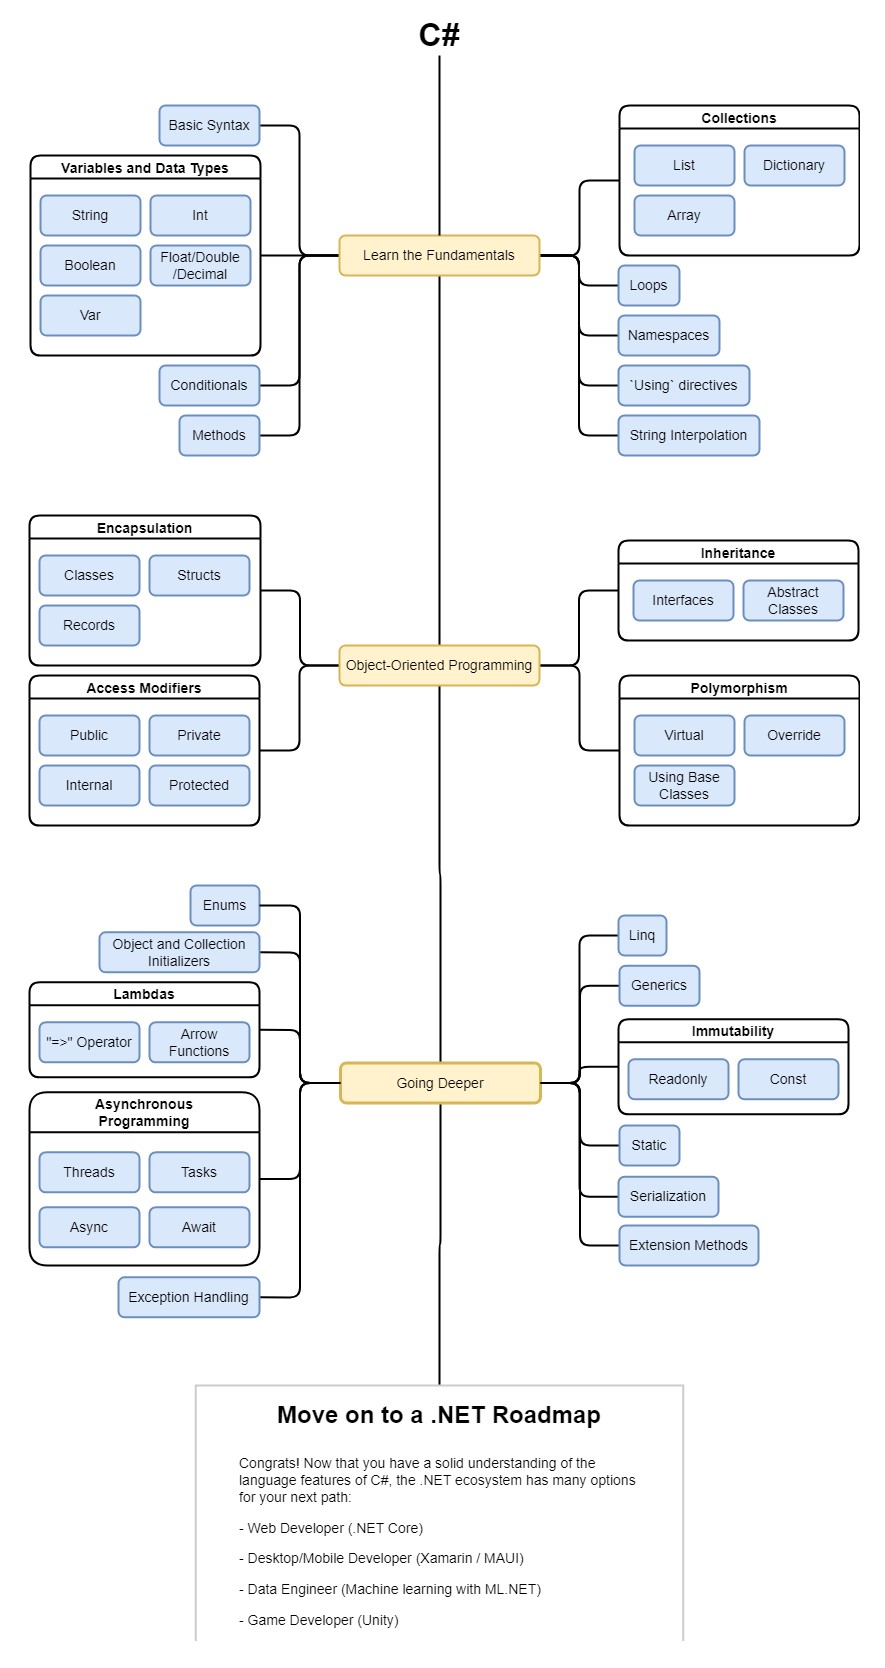 C#
Basic Syntax
Variables and Data Types
String
Int
Boolean
Float/Double
/Decimal
Var
Conditionals
Methods
Learn the Fundamentals
Collections
List
Dictionary
Array
Loops
Namespaces
`Using` directives
String Interpolation
Encapsulation
Classes
Structs
Records
Access Modifiers
Public
Private
Internal
Protected
Object-Oriented Programming
Inheritance
Interfaces
Abstract
Classes
Polymorphism
Virtual
Override
Using Base
Classes
Enums
Object and Collection
Initializers
Lambdas
"=>" Operator
Arrow
Functions
Asynchronous
Programming
Threads
Tasks
Async
Await
Exception Handling
Going Deeper
Linq
Generics
Immutability
Readonly
Const
Static
Serialization
Extension Methods
Move on to a .NET Roadmap
Congrats! Now that you have a solid understanding of the
language features of C#, the .NET ecosystem has many options
for your next path:
- Web Developer (.NET Core)
- Desktop/Mobile Developer (Xamarin / MAUI)
- Data Engineer (Machine learning with ML.NET)
- Game Developer (Unity)